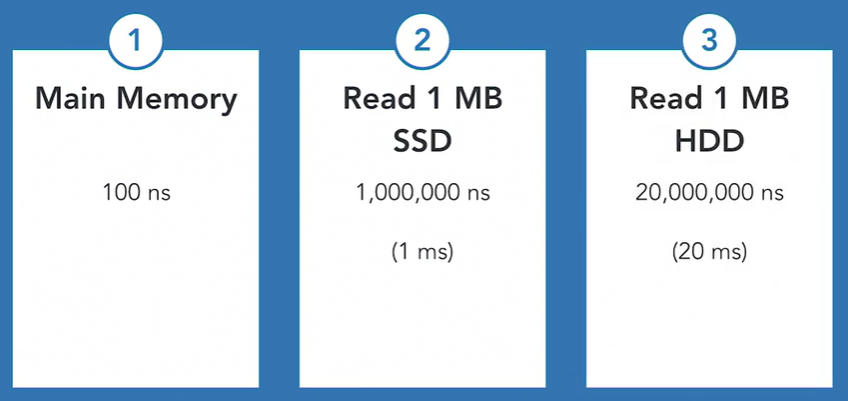 1
Main Memory
100 ns
2
Read 1 MB
SSD
1,000,000 ns
(1 ms)
3
Read 1 MB
HDD
20,000,000 ns
(20 ms)